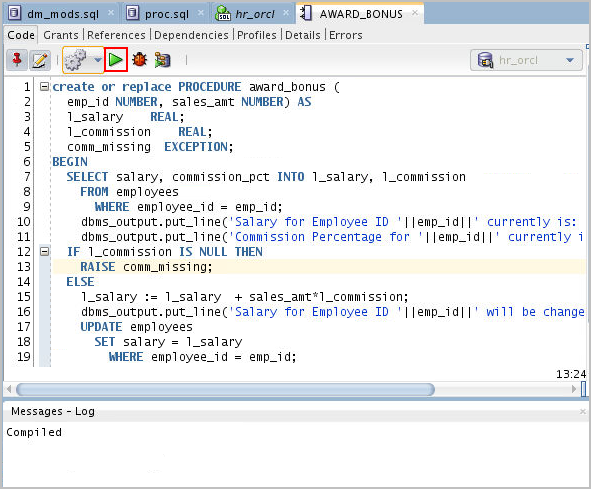 dm_mods.sql proc.sql hr_orcl AWARD_BONUS
Code Grants References Dependencies Profiles Details Errors
hr_orcl
1 create or replace PROCEDURE award_bonus (
2 emp_id NUMBER, sales_amt NUMBER) AS
3 l_salary REAL;
4 l_commission REAL;
5 comm_missing EXCEPTION;
6 BEGIN
7 SELECT salary, commission_pct INTO l_salary, l_commission
8 FROM employees
9 WHERE employee_id = emp_id;
10 dbms_output.put_line('Salary for Employee ID '||emp_id||' currently is:
11 dbms_output.put_line('Commission Percentage for '||emp_id||' currently i
12 IF l_commission IS NULL THEN
13 RAISE comm_missing;
14 ELSE
15 l_salary := l_salary + sales_amt*l_commission;
16 dbms_output.put_line('Salary for Employee ID '||emp_id||' will be change
17 UPDATE employees
18 SET salary = l_salary
19 WHERE employee_id = emp_id;
13:24
Messages - Log
Compiled